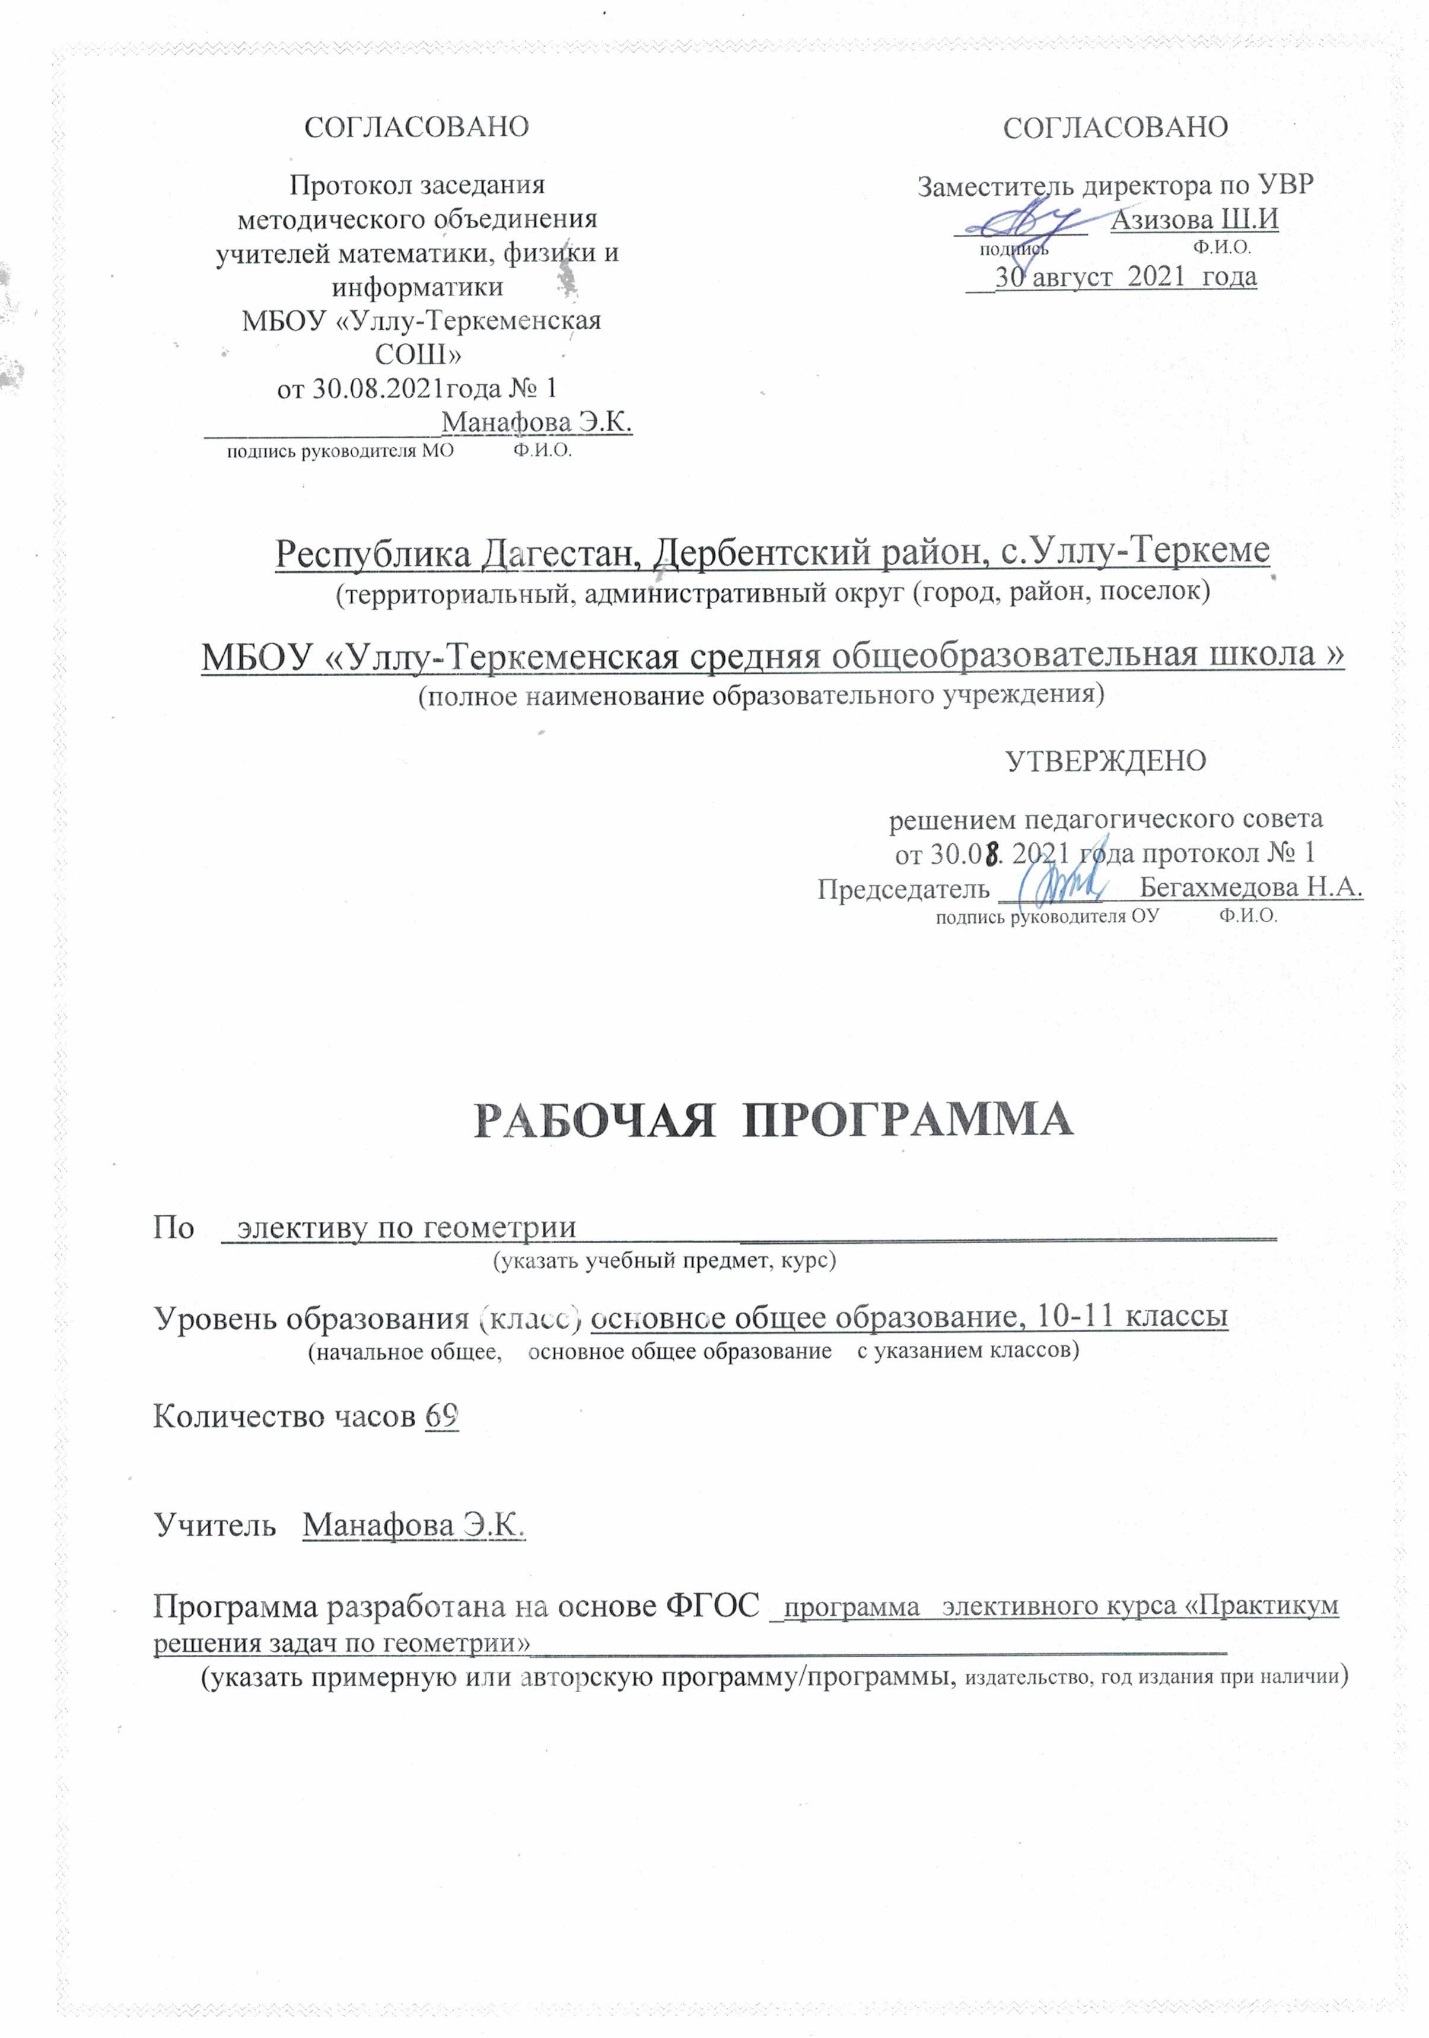 СОГЛАСОВАНО
Протокол заседания
методического объединения
учителей математики, физики и
информатики
МБОУ «Уллу-Теркеменская
СОШ»
от 30.08.2021года № 1
Манафова Э.К.
подпись руководителя МО Ф.И.О.
СОГЛАСОВАНО
Заместитель директора по УВР
Азизова Ш.И
подпись Ф.И.О.
30 август 2021 года
Республика Дагестан, Дербентский район, с.Уллу-Теркеме
(территориальный, административный округ (город, район, поселок)
МБОУ «Уллу-Теркеменская средняя общеобразовательная школа »
(полное наименование образовательного учреждения)
УТВЕРЖДЕНО
решением педагогического совета
от 30.08. 2021 года протокол № 1
Председатель Бегахмедова Н.А.
подпись руководителя ОУ Ф.И.О.
РАБОЧАЯ ПРОГРАММА
По элективу по геометрии
(указать учебный предмет, курс)
Уровень образования (класс) основное общее образование, 10-11 классы
(начальное общее, основное общее образование с указанием классов)
Количество часов 69
Учитель Манафова Э.К.
Программа разработана на основе ФГОС программа элективного курса «Практикум
решения задач по геометрии»
(указать примерную или авторскую программу/программы, издательство, год издания при наличии)